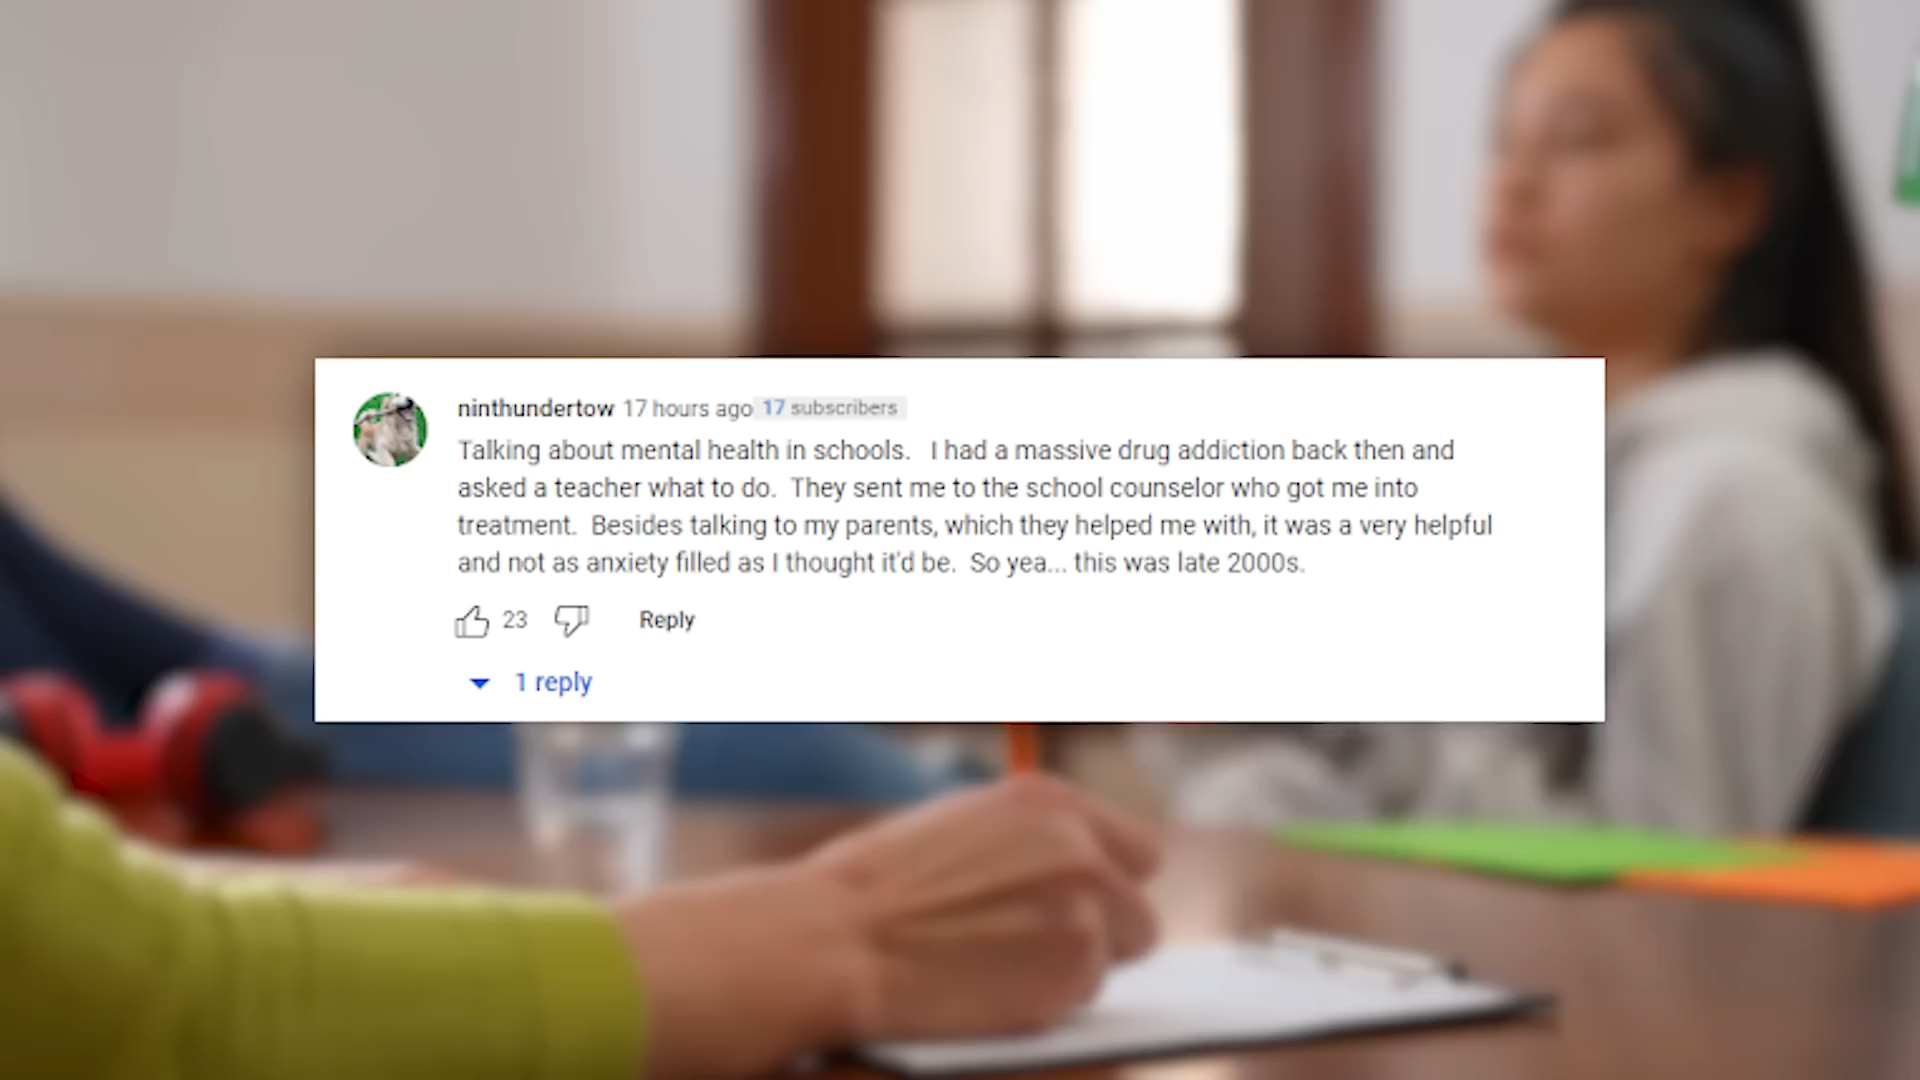 ninthundertow 17 hours ago 17 subscribers
Talking about mental health in schools.   I had a massive drug addiction back then and
asked a teacher what to do.  They sent me to the school counselor who got me into
treatment.  Besides talking to my parents, which they helped me with, it was a very helpful
and not as anxiety filled as I thought it'd be.  So yea... this was late 2000s.
23 Reply
1 reply